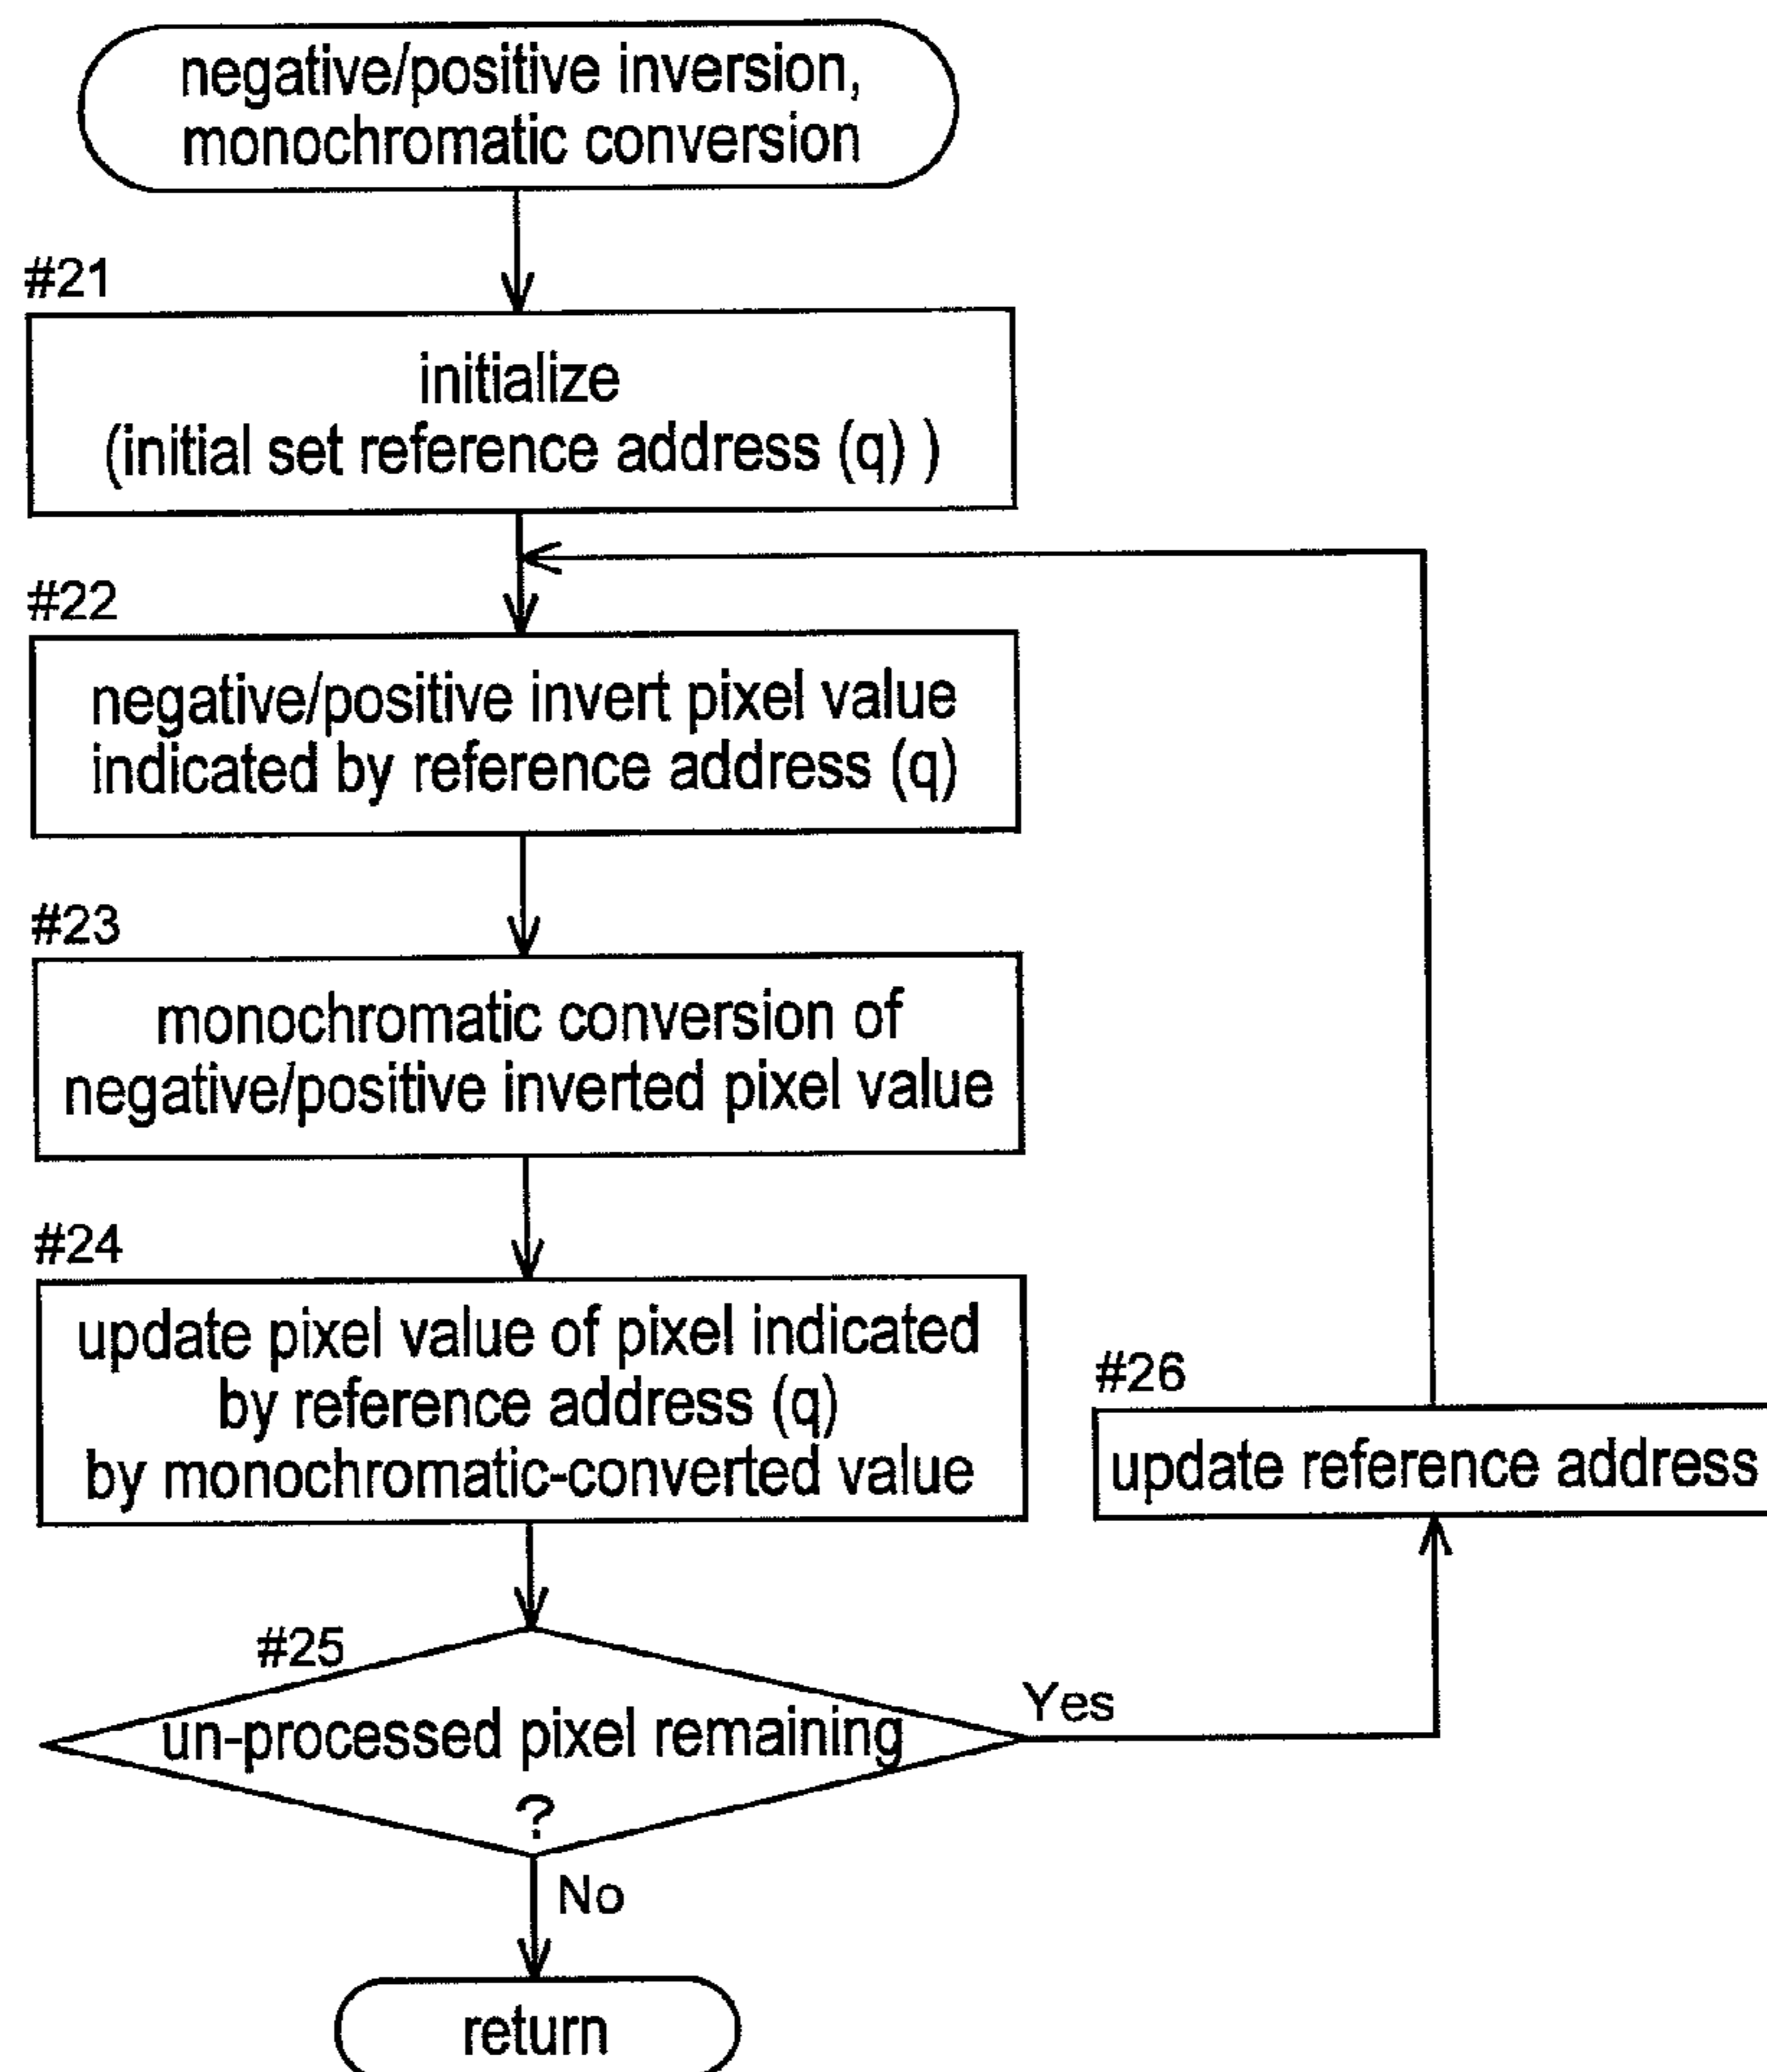 negative/positive inversion,
monochromatic conversion
#21
initialize
(initial set reference address (q) )
#22
negative/positive invert pixel value
indicated by reference address (q)
#23
monochromatic conversion of
negative/positive inverted pixel value
#24
update pixel value of pixel indicated
by reference address (q)
by monochromatic-converted value
#26
update reference address
#25
un-processed pixel remaining
?
Yes
No
return